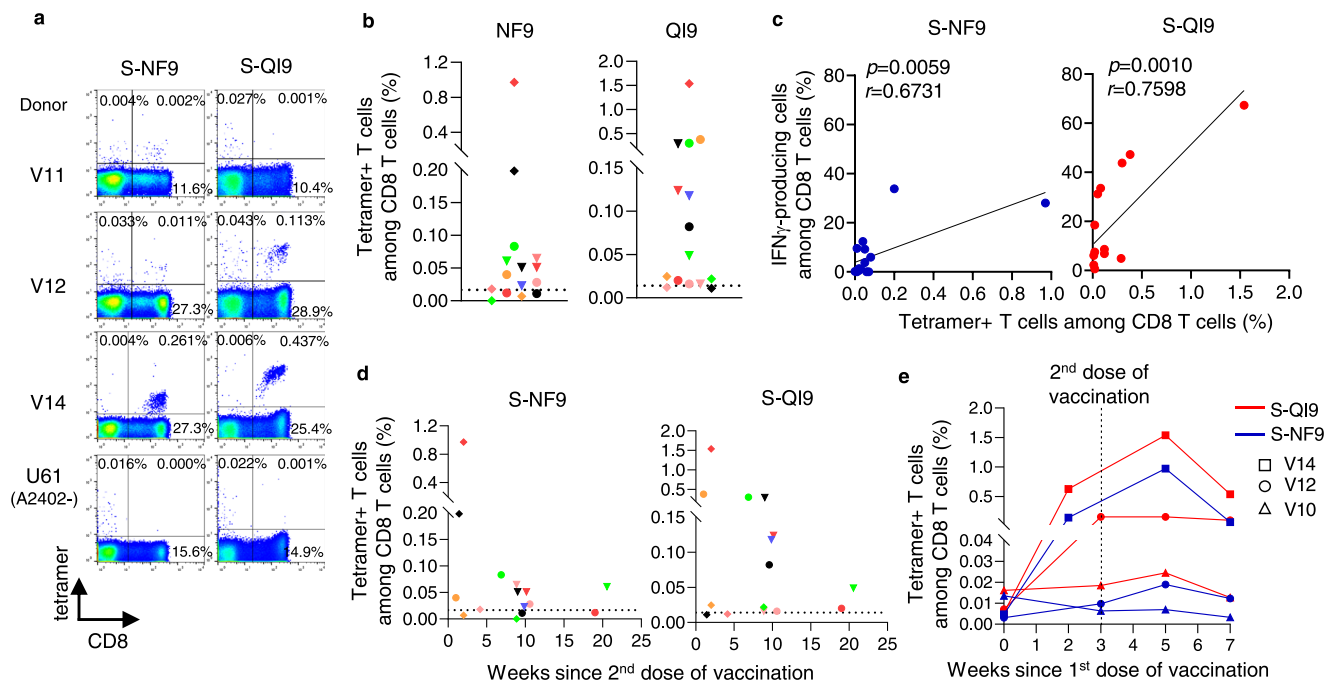 a
S-NF9 S-QI9
Donor
V11
0.004% 0.002% 0.027% 0.001%
11.6% 10.4%
V12
0.033% 0.011% 0.043% 0.113%
27.3% 28.9%
V14
0.004% 0.261% 0.006% 0.437%
27.3% 25.4%
U61
(A2402-)
0.016% 0.000% 0.022% 0.001%
15.6% 14.9%
tetramer
CD8
b
NF9 QI9
Tetramer+ T cells
among CD8 T cells (%)
1.2
0.8
0.4
0.20
0.15
0.10
0.05
0.00
2.0
1.5
1.0
0.5
0.15
0.10
0.05
0.00
c
S-NF9 S-QI9
p=0.0059
r=0.6731
p=0.0010
r=0.7598
IFNγ-producing cells
among CD8 T cells (%)
80
60
40
20
0
0.0 0.2 0.4 0.6 0.8 1.0
80
60
40
20
0
0.0 0.5 1.0 1.5 2.0
Tetramer+ T cells among CD8 T cells (%)
d
S-NF9 S-QI9
Tetramer+ T cells
among CD8 T cells (%)
1.2
0.8
0.4
0.20
0.15
0.10
0.05
0.00
0 5 10 15 20 25
2.0
1.5
1.0
0.5
0.15
0.10
0.05
0.00
0 5 10 15 20 25
Weeks since 2nd dose of vaccination
e
2nd dose of
vaccination
Tetramer+ T cells
among CD8 T cells (%)
2.0
1.5
1.0
0.5
0.04
0.03
0.02
0.01
0.00
0 1 2 3 4 5 6 7
Weeks since 1st dose of vaccination
S-QI9
S-NF9
V14
V12
V10